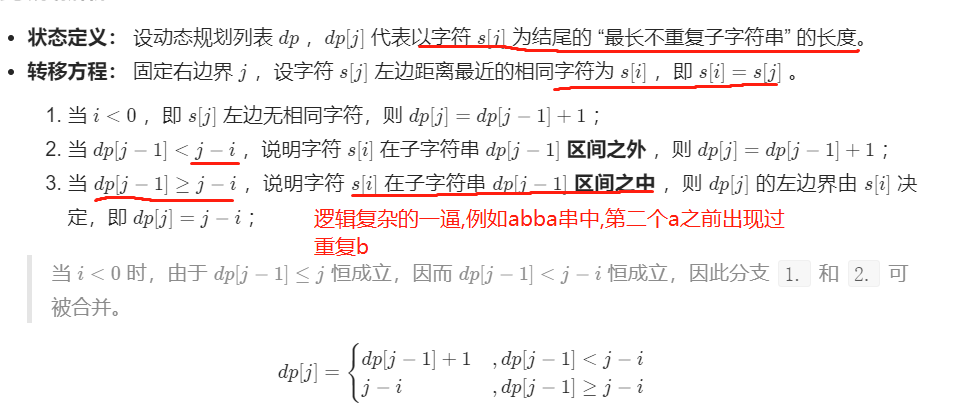 • 状态定义： 设动态规划列表 dp ，dp[j] 代表以字符 s[j] 为结尾的 “最长不重复子字符串” 的长度。
• 转移方程： 固定右边界 j ，设字符 s[j] 左边距离最近的相同字符为 s[i] ，即 s[i] = s[j] 。
1. 当 i < 0 ，即 s[j] 左边无相同字符，则 dp[j] = dp[j − 1] + 1 ；
2. 当 dp[j − 1] < j − i ，说明字符 s[i] 在子字符串 dp[j − 1] 区间之外 ，则 dp[j] = dp[j − 1] + 1 ；
3. 当 dp[j − 1] ≥ j − i ，说明字符 s[i] 在子字符串 dp[j − 1] 区间之中 ，则 dp[j] 的左边界由 s[i] 决
定，即 dp[j] = j − i ；
逻辑复杂的一逼,例如abba串中,第二个a之前出现过
重复b
当 i < 0 时，由于 dp[j − 1] ≤ j 恒成立，因而 dp[j − 1] < j − i 恒成立，因此分支 1. 和 2. 可
被合并。
dp[j] = { dp[j − 1] + 1 , dp[j − 1] < j − i
j − i , dp[j − 1] ≥ j − i